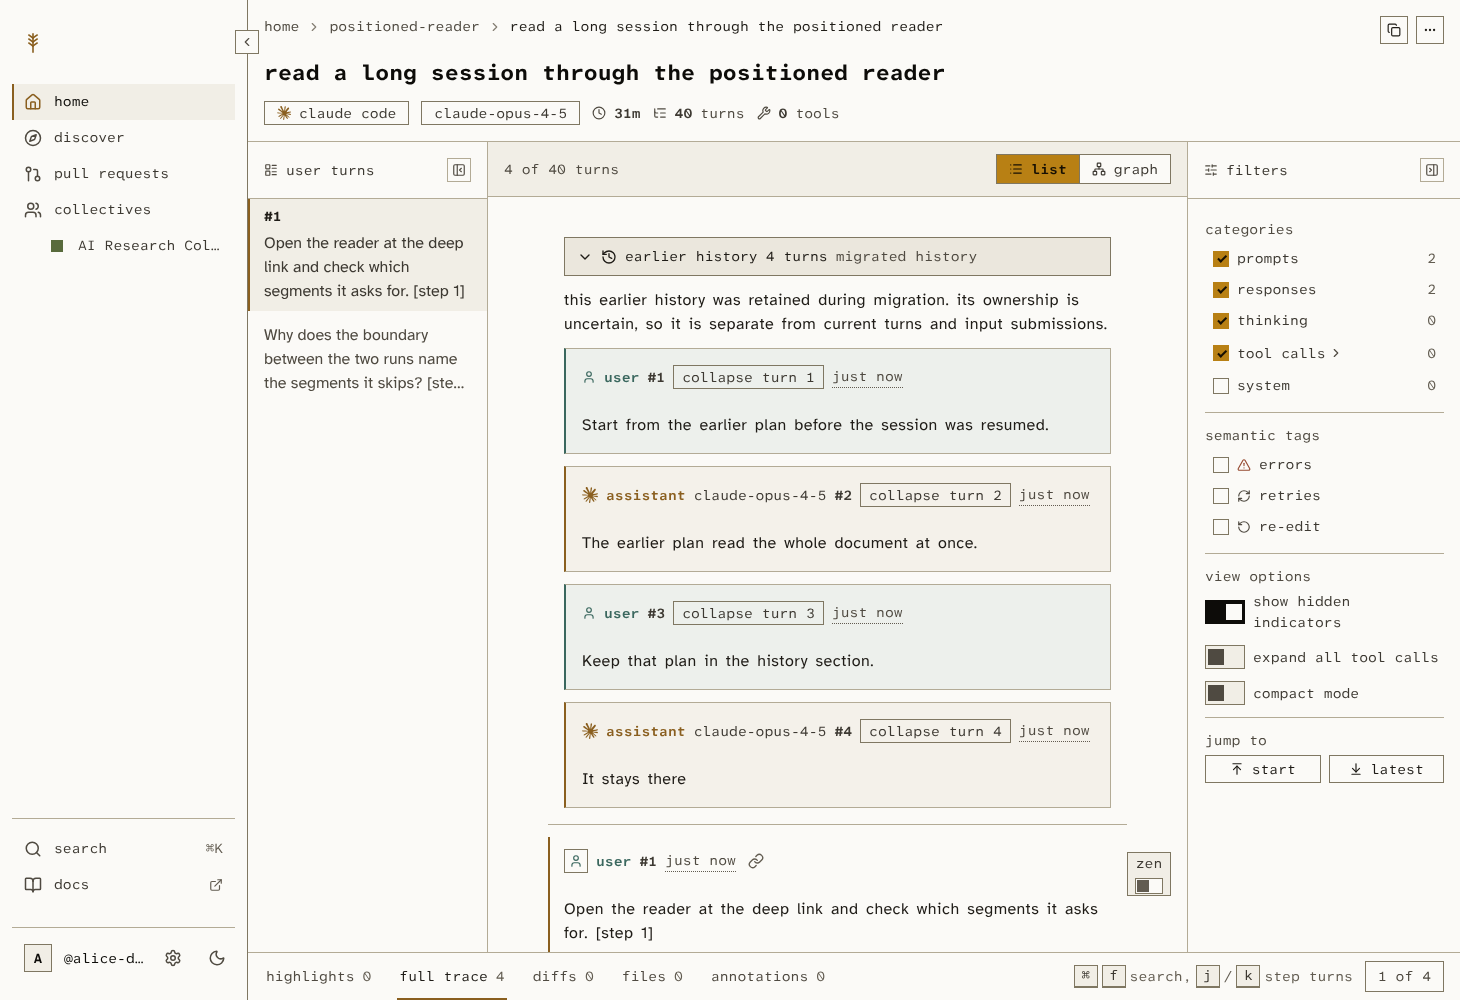 home
discover
pull requests
collectives
AI Research Col…
search ⌘K
docs
A @alice-d…
home > positioned-reader > read a long session through the positioned reader
read a long session through the positioned reader
claude code claude-opus-4-5 31m 40 turns 0 tools
user turns
#1
Open the reader at the deep
link and check which
segments it asks for. [step 1]
Why does the boundary
between the two runs name
the segments it skips? [ste…
4 of 40 turns list graph
earlier history 4 turns migrated history
this earlier history was retained during migration. its ownership is
uncertain, so it is separate from current turns and input submissions.
user #1 collapse turn 1 just now
Start from the earlier plan before the session was resumed.
assistant claude-opus-4-5 #2 collapse turn 2 just now
The earlier plan read the whole document at once.
user #3 collapse turn 3 just now
Keep that plan in the history section.
assistant claude-opus-4-5 #4 collapse turn 4 just now
It stays there
user #1 just now
Open the reader at the deep link and check which segments it asks
for. [step 1]
zen
filters
categories
prompts 2
responses 2
thinking 0
tool calls > 0
system 0
semantic tags
errors
retries
re-edit
view options
show hidden
indicators
expand all tool calls
compact mode
jump to
start latest
highlights 0 full trace 4 diffs 0 files 0 annotations 0
⌘ f search, j / k step turns 1 of 4